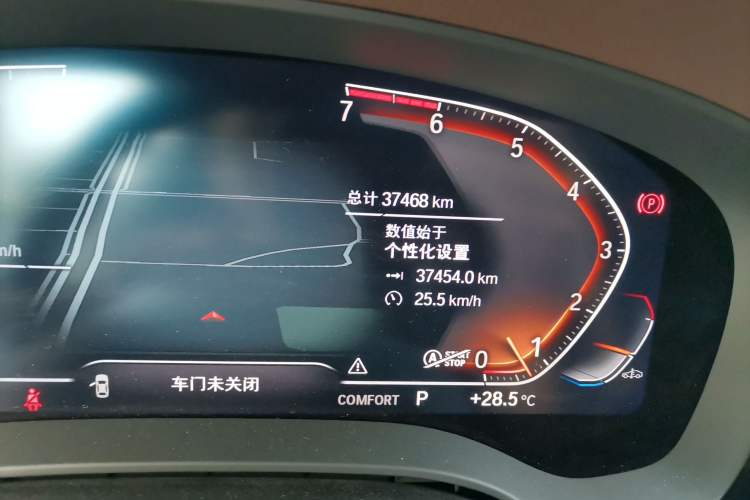 7
6
5
4
3
2
1
0
总计 37468 km
数值始于
个性化设置
37454.0 km
25.5 km/h
m/h
(P)
A START
STOP
车门未关闭
COMFORT P +28.5 °C